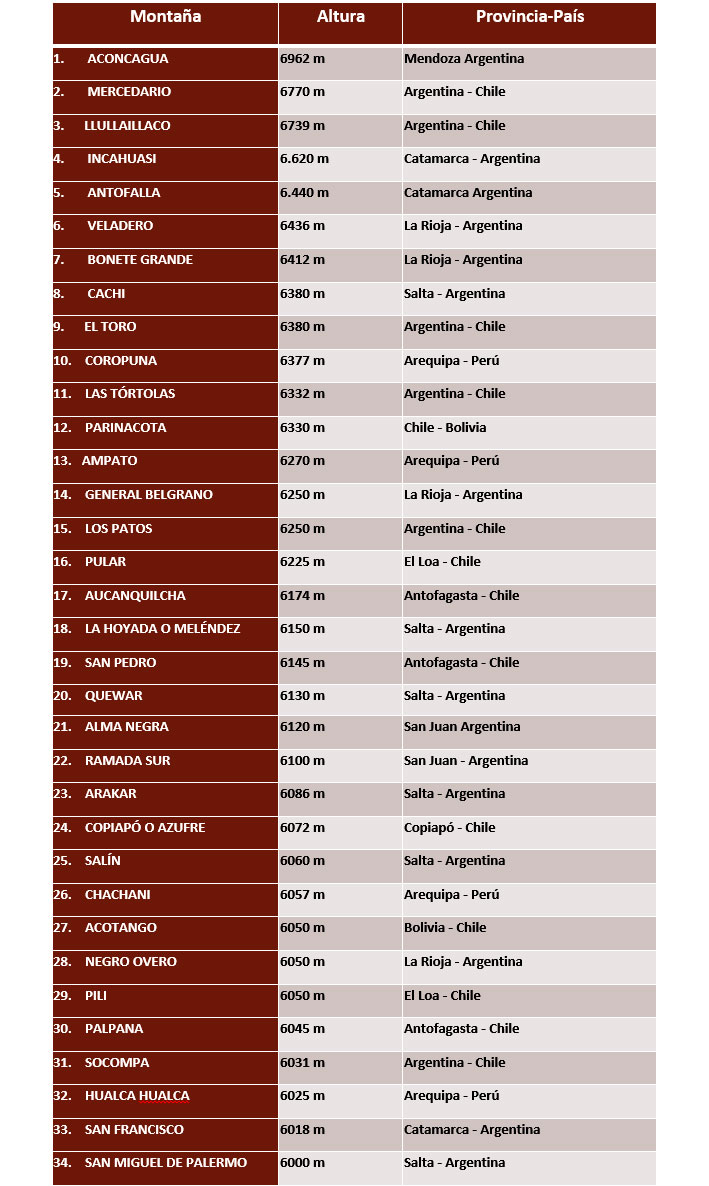 Montaña Altura Provincia-País
1. ACONCAGUA 6962 m Mendoza Argentina
2. MERCEDARIO 6770 m Argentina - Chile
3. LLULLAILLACO 6739 m Argentina - Chile
4. INCAHUASI 6.620 m Catamarca - Argentina
5. ANTOFALLA 6.440 m Catamarca Argentina
6. VELADERO 6436 m La Rioja - Argentina
7. BONETE GRANDE 6412 m La Rioja - Argentina
8. CACHI 6380 m Salta - Argentina
9. EL TORO 6380 m Argentina - Chile
10. COROPUNA 6377 m Arequipa - Perú
11. LAS TÓRTOLAS 6332 m Argentina - Chile
12. PARINACOTA 6330 m Chile - Bolivia
13. AMPATO 6270 m Arequipa - Perú
14. GENERAL BELGRANO 6250 m La Rioja - Argentina
15. LOS PATOS 6250 m Argentina - Chile
16. PULAR 6225 m El Loa - Chile
17. AUCANQUILCHA 6174 m Antofagasta - Chile
18. LA HOYADA O MELÉNDEZ 6150 m Salta - Argentina
19. SAN PEDRO 6145 m Antofagasta - Chile
20. QUEWAR 6130 m Salta - Argentina
21. ALMA NEGRA 6120 m San Juan Argentina
22. RAMADA SUR 6100 m San Juan - Argentina
23. ARAKAR 6086 m Salta - Argentina
24. COPIAPÓ O AZUFRE 6072 m Copiapó - Chile
25. SALÍN 6060 m Salta - Argentina
26. CHACHANI 6057 m Arequipa - Perú
27. ACOTANGO 6050 m Bolivia - Chile
28. NEGRO OVERO 6050 m La Rioja - Argentina
29. PILI 6050 m El Loa - Chile
30. PALPANA 6045 m Antofagasta - Chile
31. SOCOMPA 6031 m Argentina - Chile
32. HUALCA HUALCA 6025 m Arequipa - Perú
33. SAN FRANCISCO 6018 m Catamarca - Argentina
34. SAN MIGUEL DE PALERMO 6000 m Salta - Argentina